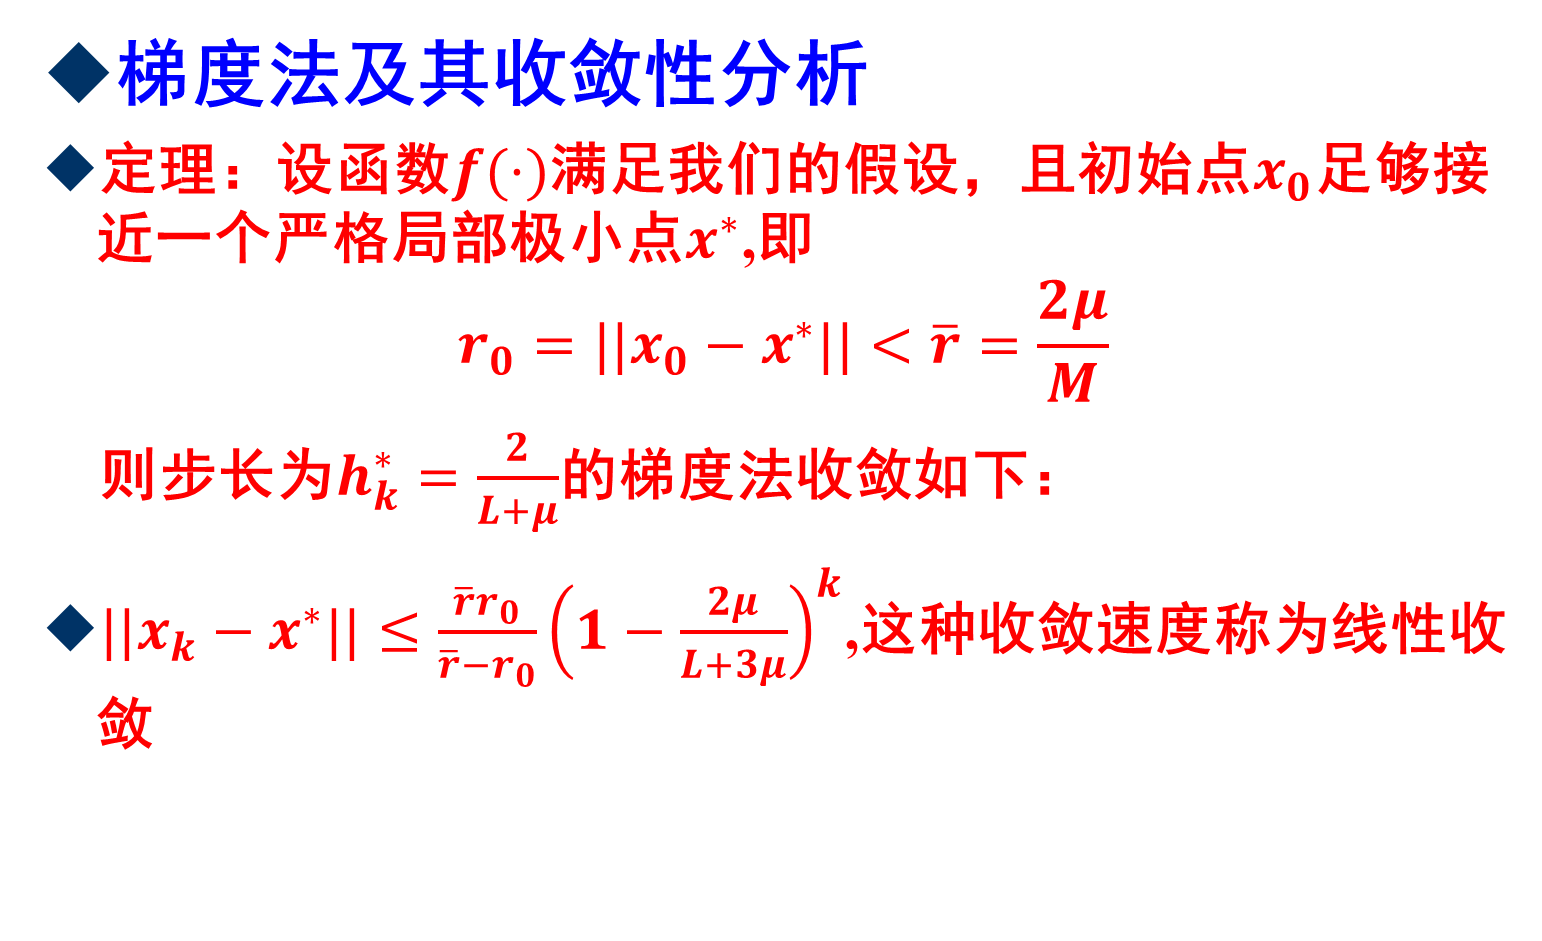 ◆梯度法及其收敛性分析
◆定理：设函数f(·)满足我们的假设，且初始点x₀足够接
近一个严格局部极小点x*,即
r₀ = ||x₀ − x*|| < r̄ = 2μ/M
则步长为hₖ* = 2/(L+μ)的梯度法收敛如下：
◆||xₖ − x*|| ≤ r̄r₀/(r̄−r₀) (1 − 2μ/(L+3μ))ᵏ,这种收敛速度称为线性收
敛